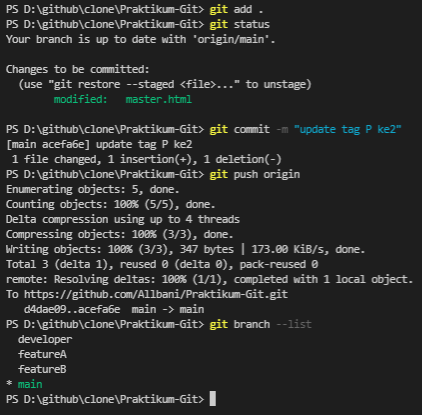 PS D:\github\clone\Praktikum-Git> git add .
PS D:\github\clone\Praktikum-Git> git status
Your branch is up to date with 'origin/main'.

Changes to be committed:
  (use "git restore --staged <file>..." to unstage)
        modified:   master.html

PS D:\github\clone\Praktikum-Git> git commit -m "update tag P ke2"
[main acefa6e] update tag P ke2
 1 file changed, 1 insertion(+), 1 deletion(-)
PS D:\github\clone\Praktikum-Git> git push origin
Enumerating objects: 5, done.
Counting objects: 100% (5/5), done.
Delta compression using up to 4 threads
Compressing objects: 100% (3/3), done.
Writing objects: 100% (3/3), 347 bytes | 173.00 KiB/s, done.
Total 3 (delta 1), reused 0 (delta 0), pack-reused 0
remote: Resolving deltas: 100% (1/1), completed with 1 local object.
To https://github.com/Allbani/Praktikum-Git.git
   d4dae09..acefa6e  main -> main
PS D:\github\clone\Praktikum-Git> git branch --list
  developer
  featureA
  featureB
* main
PS D:\github\clone\Praktikum-Git>